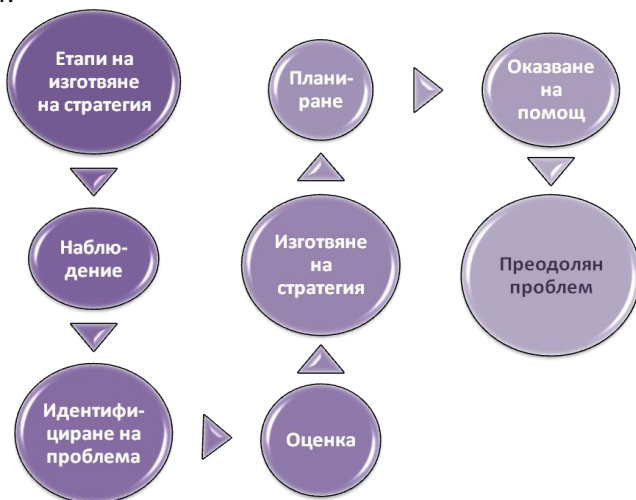 Етапи на
изготвяне
на стратегия
Наблю-
дение
Идентифи-
циране на
проблема
Оценка
Изготвяне
на
стратегия
Плани-
ране
Оказване
на
помощ
Преодолян
проблем